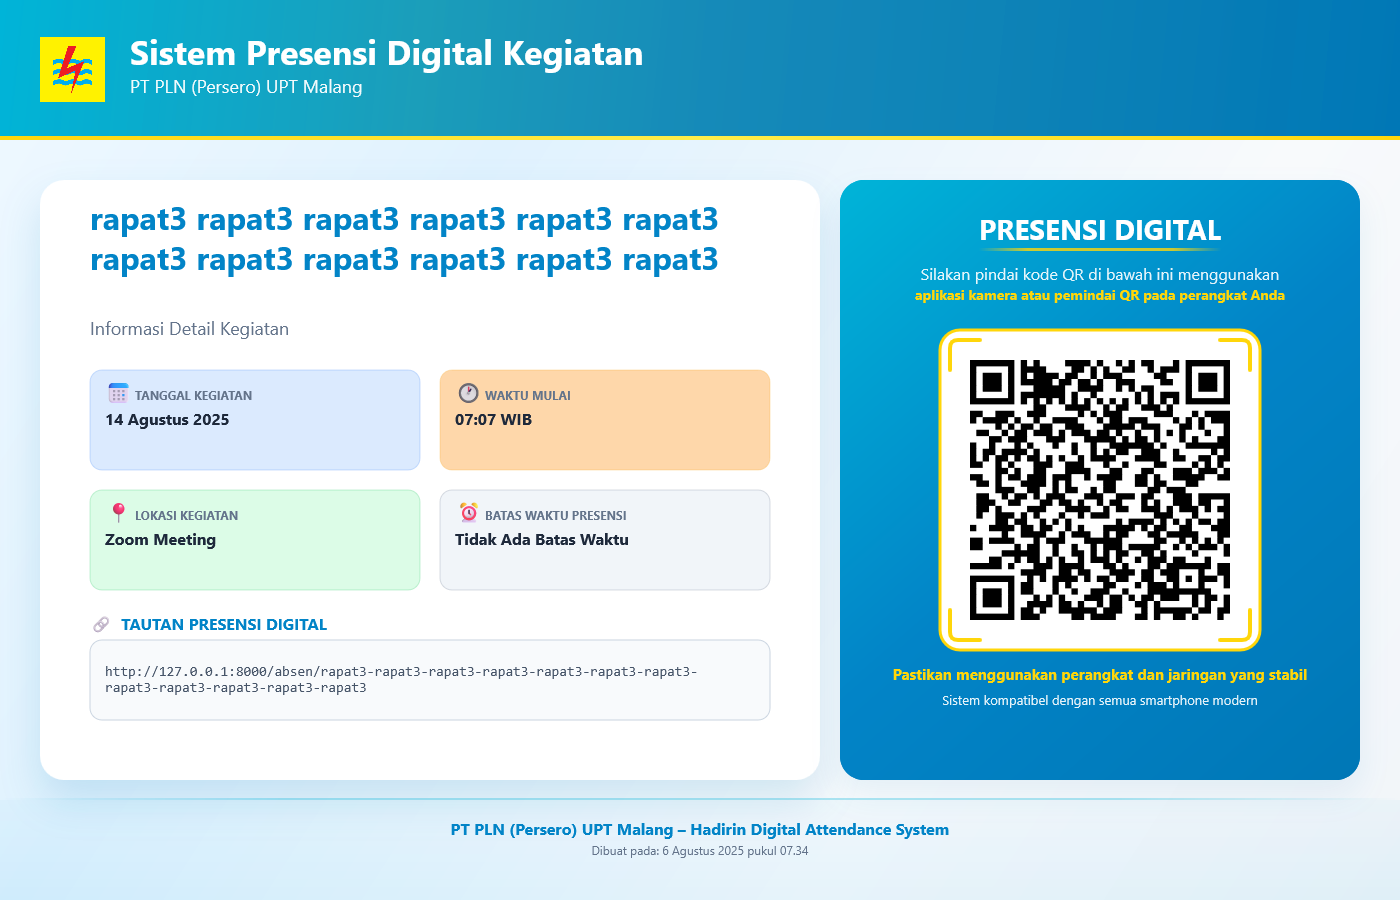 Sistem Presensi Digital Kegiatan
PT PLN (Persero) UPT Malang
rapat3 rapat3 rapat3 rapat3 rapat3 rapat3
rapat3 rapat3 rapat3 rapat3 rapat3 rapat3
Informasi Detail Kegiatan
TANGGAL KEGIATAN
14 Agustus 2025
WAKTU MULAI
07:07 WIB
LOKASI KEGIATAN
Zoom Meeting
BATAS WAKTU PRESENSI
Tidak Ada Batas Waktu
TAUTAN PRESENSI DIGITAL
http://127.0.0.1:8000/absen/rapat3-rapat3-rapat3-rapat3-rapat3-rapat3-rapat3-
rapat3-rapat3-rapat3-rapat3-rapat3
PRESENSI DIGITAL
Silakan pindai kode QR di bawah ini menggunakan
aplikasi kamera atau pemindai QR pada perangkat Anda
Pastikan menggunakan perangkat dan jaringan yang stabil
Sistem kompatibel dengan semua smartphone modern
PT PLN (Persero) UPT Malang – Hadirin Digital Attendance System
Dibuat pada: 6 Agustus 2025 pukul 07.34